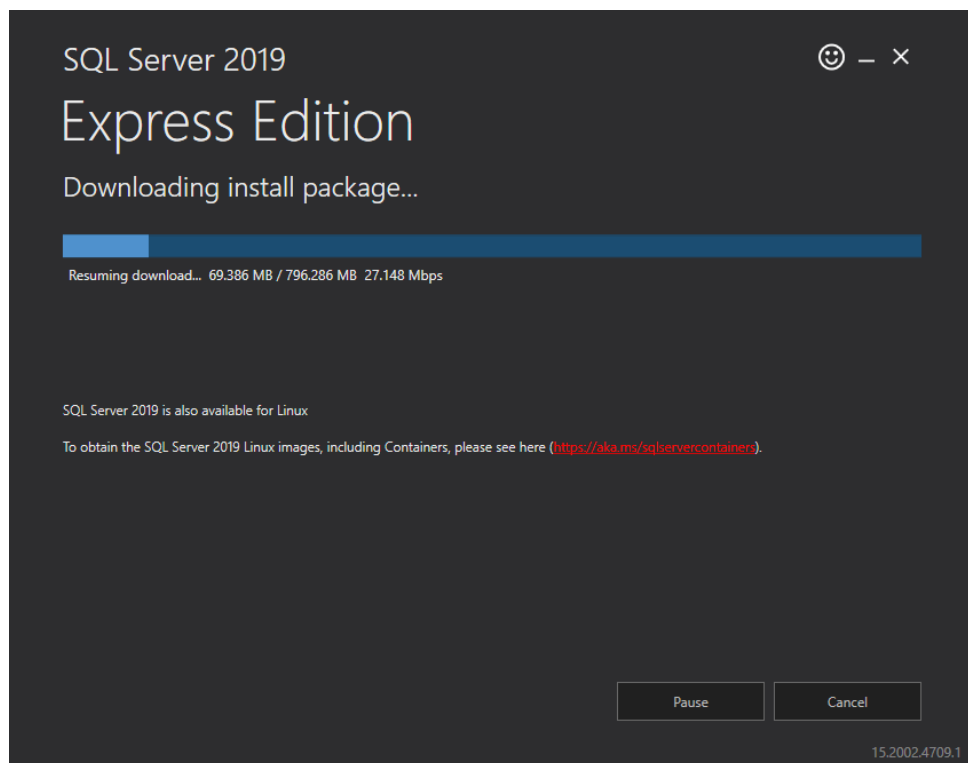 SQL Server 2019
Express Edition
Downloading install package...
Resuming download... 69.386 MB / 796.286 MB 27.148 Mbps
SQL Server 2019 is also available for Linux
To obtain the SQL Server 2019 Linux images, including Containers, please see here (https://aka.ms/sqlservercontainers).
Pause Cancel
15.2002.4709.1